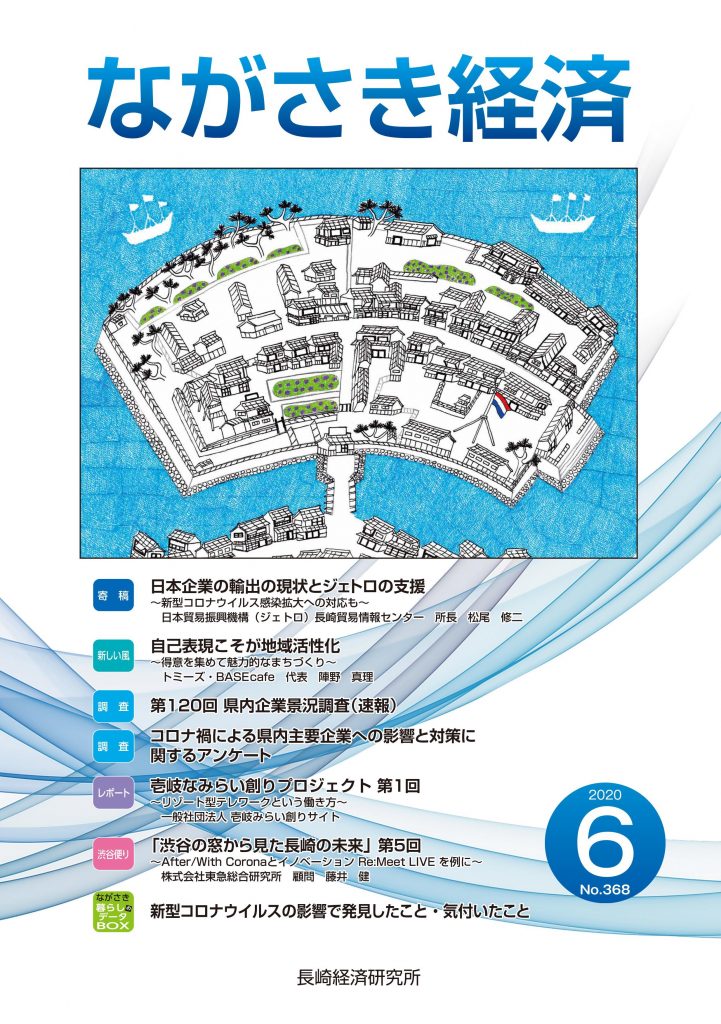 ながさき経済
寄稿
日本企業の輸出の現状とジェトロの支援
～新型コロナウイルス感染拡大への対応も～
日本貿易振興機構（ジェトロ）長崎貿易情報センター　所長　松尾　修二
新しい風
自己表現こそが地域活性化
～得意を集めて魅力的なまちづくり～
トミーズ・BASEcafe　代表　陣野　真理
調査
第120回 県内企業景況調査（速報）
調査
コロナ禍による県内主要企業への影響と対策に
関するアンケート
レポート
壱岐なみらい創りプロジェクト 第1回
～リゾート型テレワークという働き方～
一般社団法人 壱岐みらい創りサイト
渋谷便り
「渋谷の窓から見た長崎の未来」第5回
～After/With Coronaとイノベーション Re:Meet LIVE を例に～
株式会社東急総合研究所　顧問　藤井　健
ながさき
暮らしな
データ
BOX
新型コロナウイルスの影響で発見したこと・気付いたこと
2020
6
No.368
長崎経済研究所